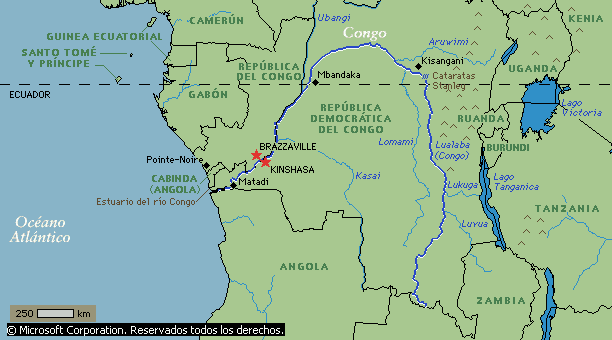 CAMERÚN
Ubangi
Congo
KENIA
GUINEA ECUATORIAL
SANTO TOMÉ
Y PRÍNCIPE
REPÚBLICA
DEL CONGO
Aruwimi
Kisangani
UGANDA
Mbandaka
Cataratas
Stanley
ECUADOR
GABÓN
REPÚBLICA
DEMOCRÁTICA
DEL CONGO
Lago
Victoria
RUANDA
Lomami
Lualaba
(Congo)
BURUNDI
BRAZZAVILLE
Pointe-Noire
KINSHASA
Kasai
CABINDA
(ANGOLA)
Matadi
Lukuga
Lago
Tanganica
Estuario del río Congo
TANZANIA
Océano
Atlántico
Luvua
ANGOLA
ZAMBIA
250 km
© Microsoft Corporation. Reservados todos los derechos.